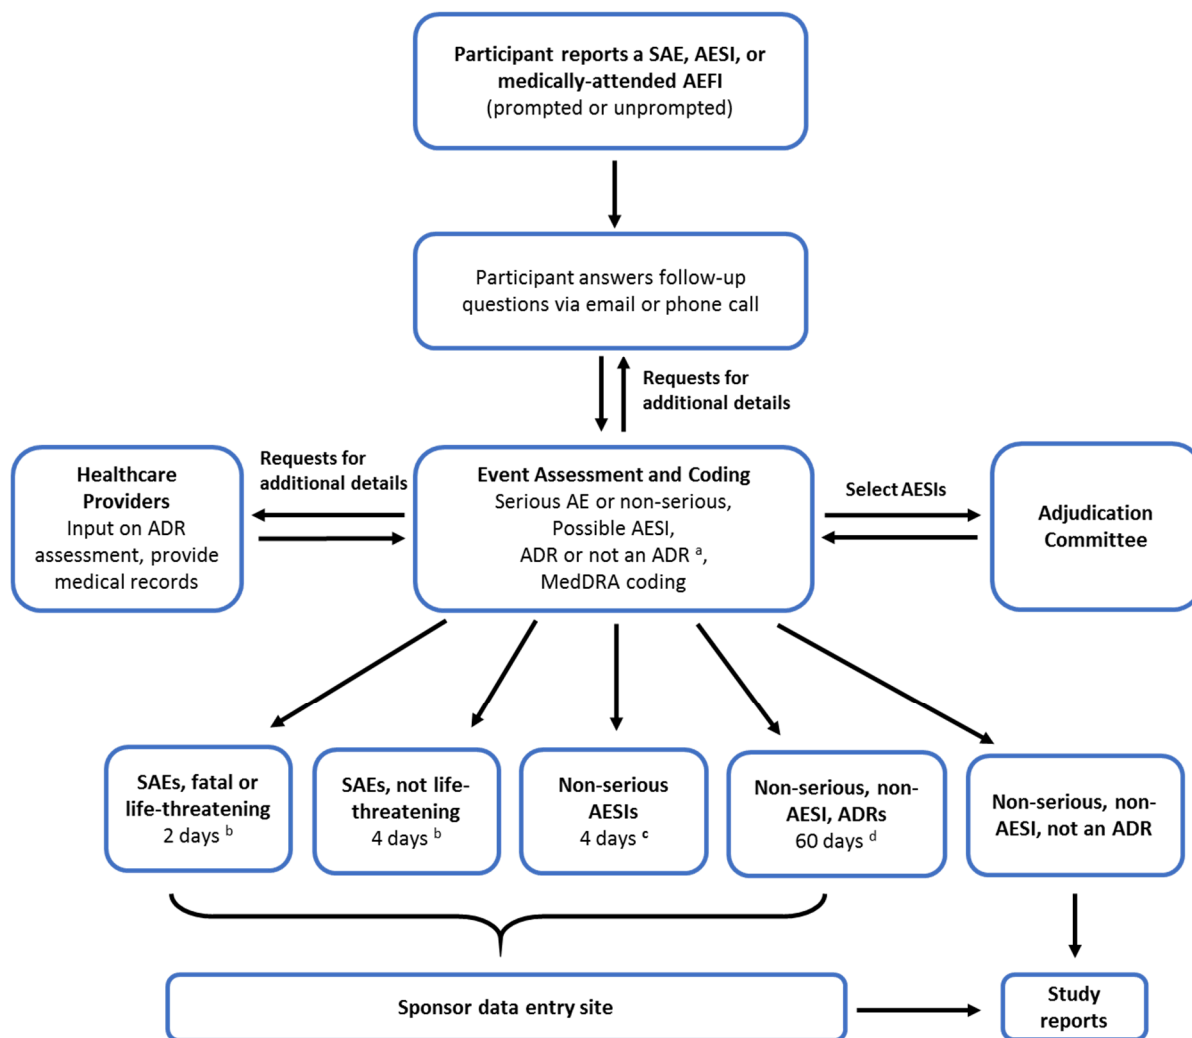 Participant reports a SAE, AESI, or
medically-attended AEFI
(prompted or unprompted)
Participant answers follow-up
questions via email or phone call
Requests for
additional details
Healthcare
Providers
Input on ADR
assessment, provide
medical records
Requests for
additional details
Event Assessment and Coding
Serious AE or non-serious,
Possible AESI,
ADR or not an ADR a,
MedDRA coding
Select AESIs
Adjudication
Committee
SAEs, fatal or
life-threatening
2 days b
SAEs, not life-
threatening
4 days b
Non-serious
AESIs
4 days c
Non-serious, non-
AESI, ADRs
60 days d
Non-serious, non-
AESI, not an ADR
Sponsor data entry site
Study
reports